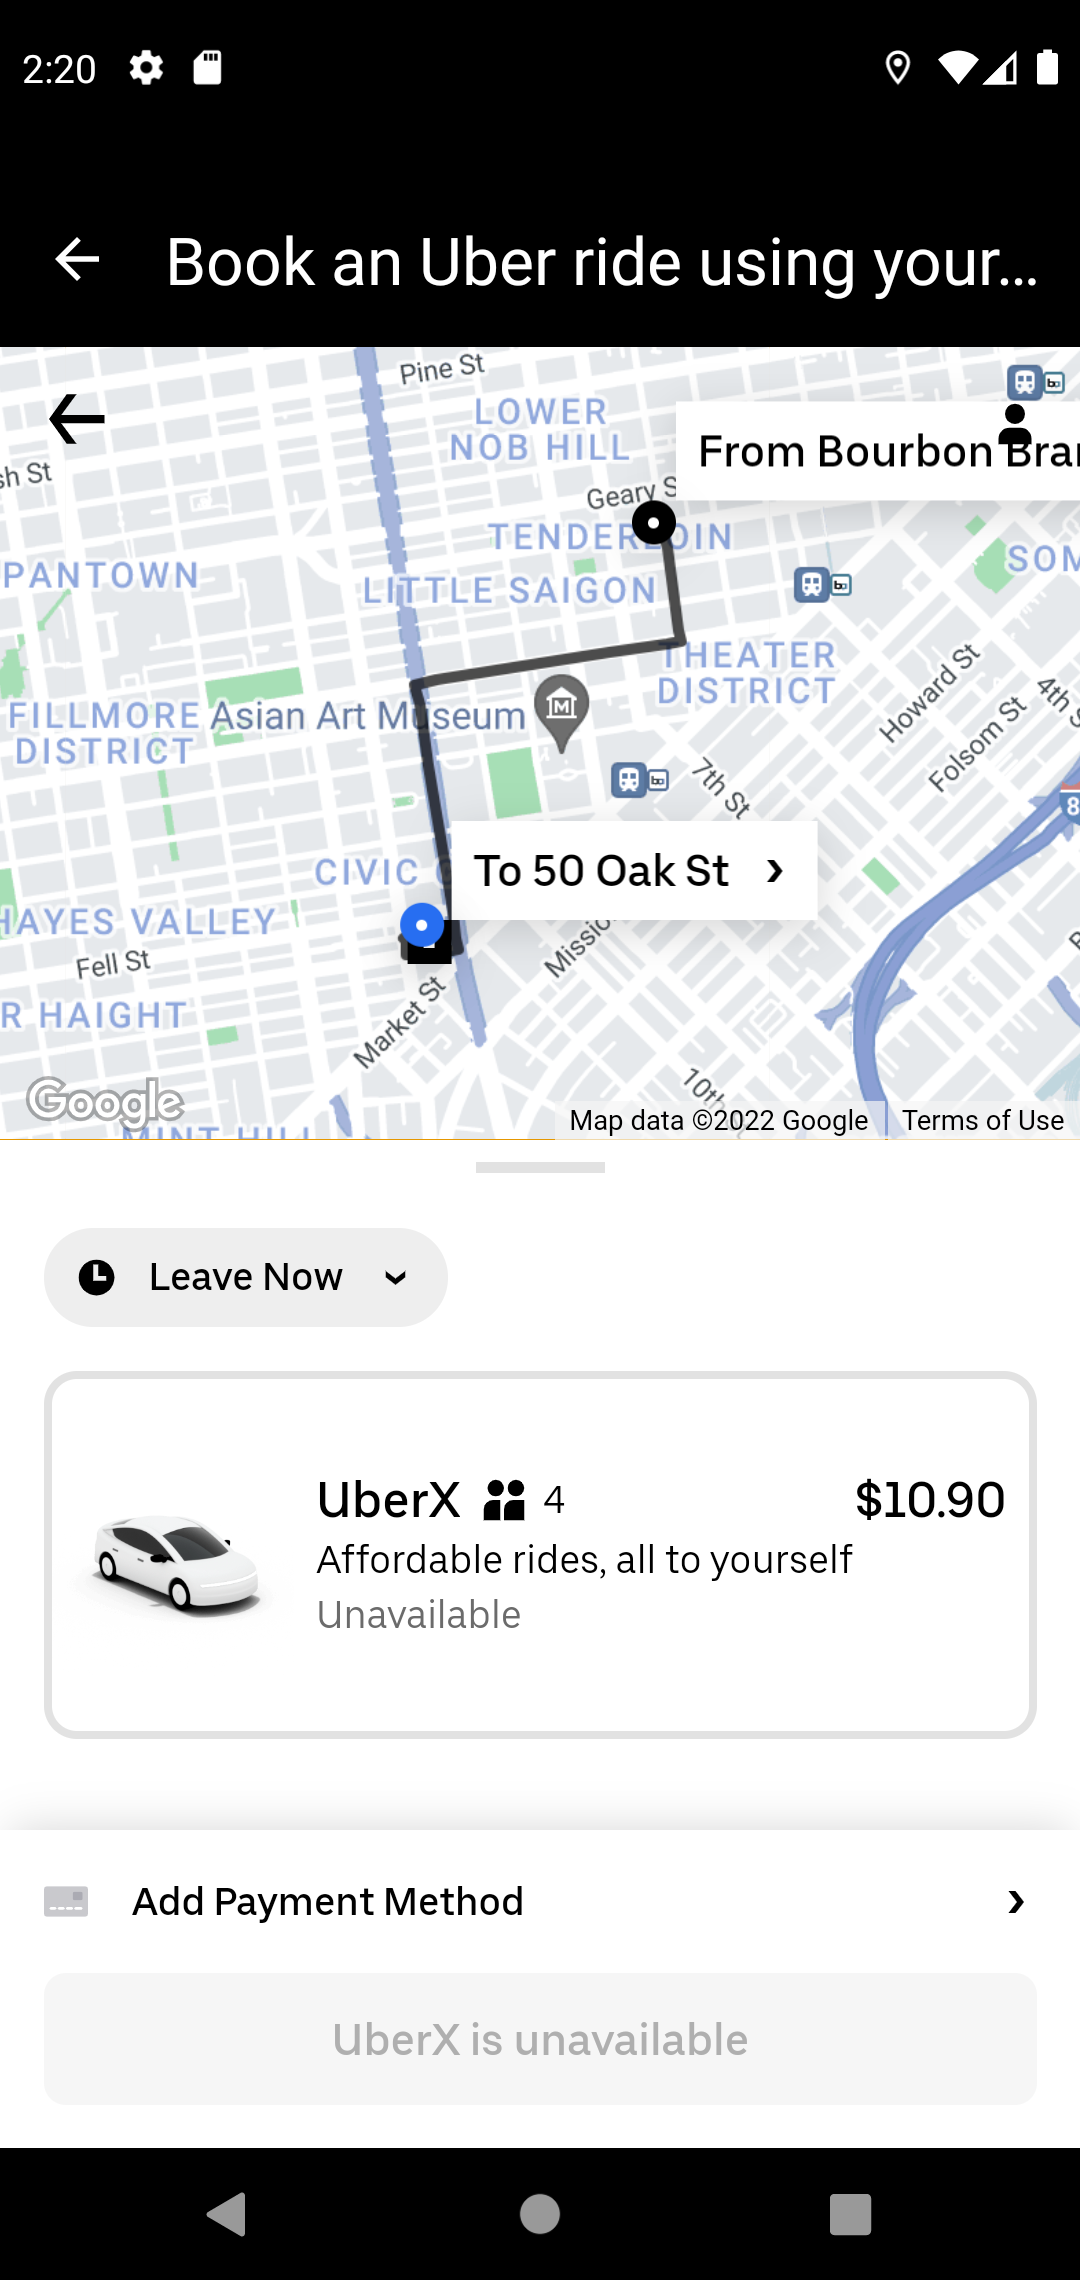 2:20
Book an Uber ride using your...
Pine St
LOWER
NOB HILL
From Bourbon
sh St
Geary S
TENDERLOIN
PANTOWN
LITTLE SAIGON
SOM
THEATER
DISTRICT
Howard St
4th S
FILLMORE
DISTRICT
Asian Art Museum
Folsom St
7th St
8
CIVIC
To 50 Oak St
HAYES VALLEY
Fell St
Missio
R HAIGHT
Market St
10th
Google
MINT HILL
Map data ©2022 Google
Terms of Use
Leave Now
UberX 4 $10.90
Affordable rides, all to yourself
Unavailable
Add Payment Method
UberX is unavailable